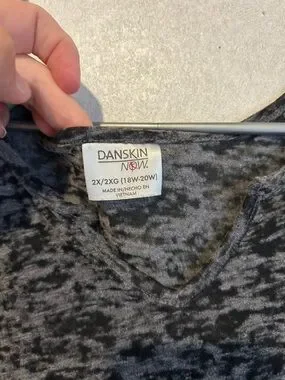 DANSKIN
NOW.
2X/2XG (18W-20W)
MADE IN/HECHO EN
VIETNAM